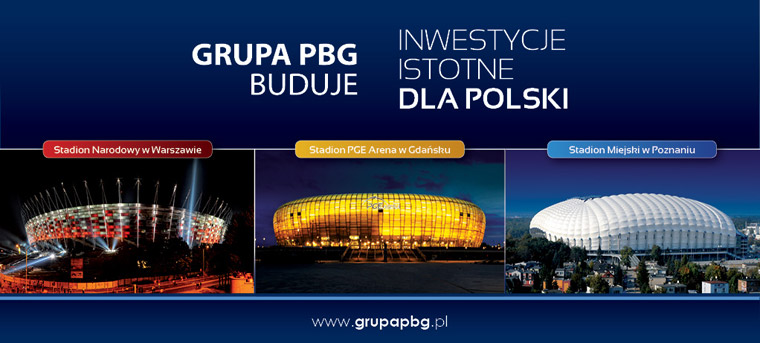 GRUPA PBG
BUDUJE
INWESTYCJE
ISTOTNE
DLA POLSKI
Stadion Narodowy w Warszawie
Stadion PGE Arena w Gdańsku
Stadion Miejski w Poznaniu
www.grupapbg.pl